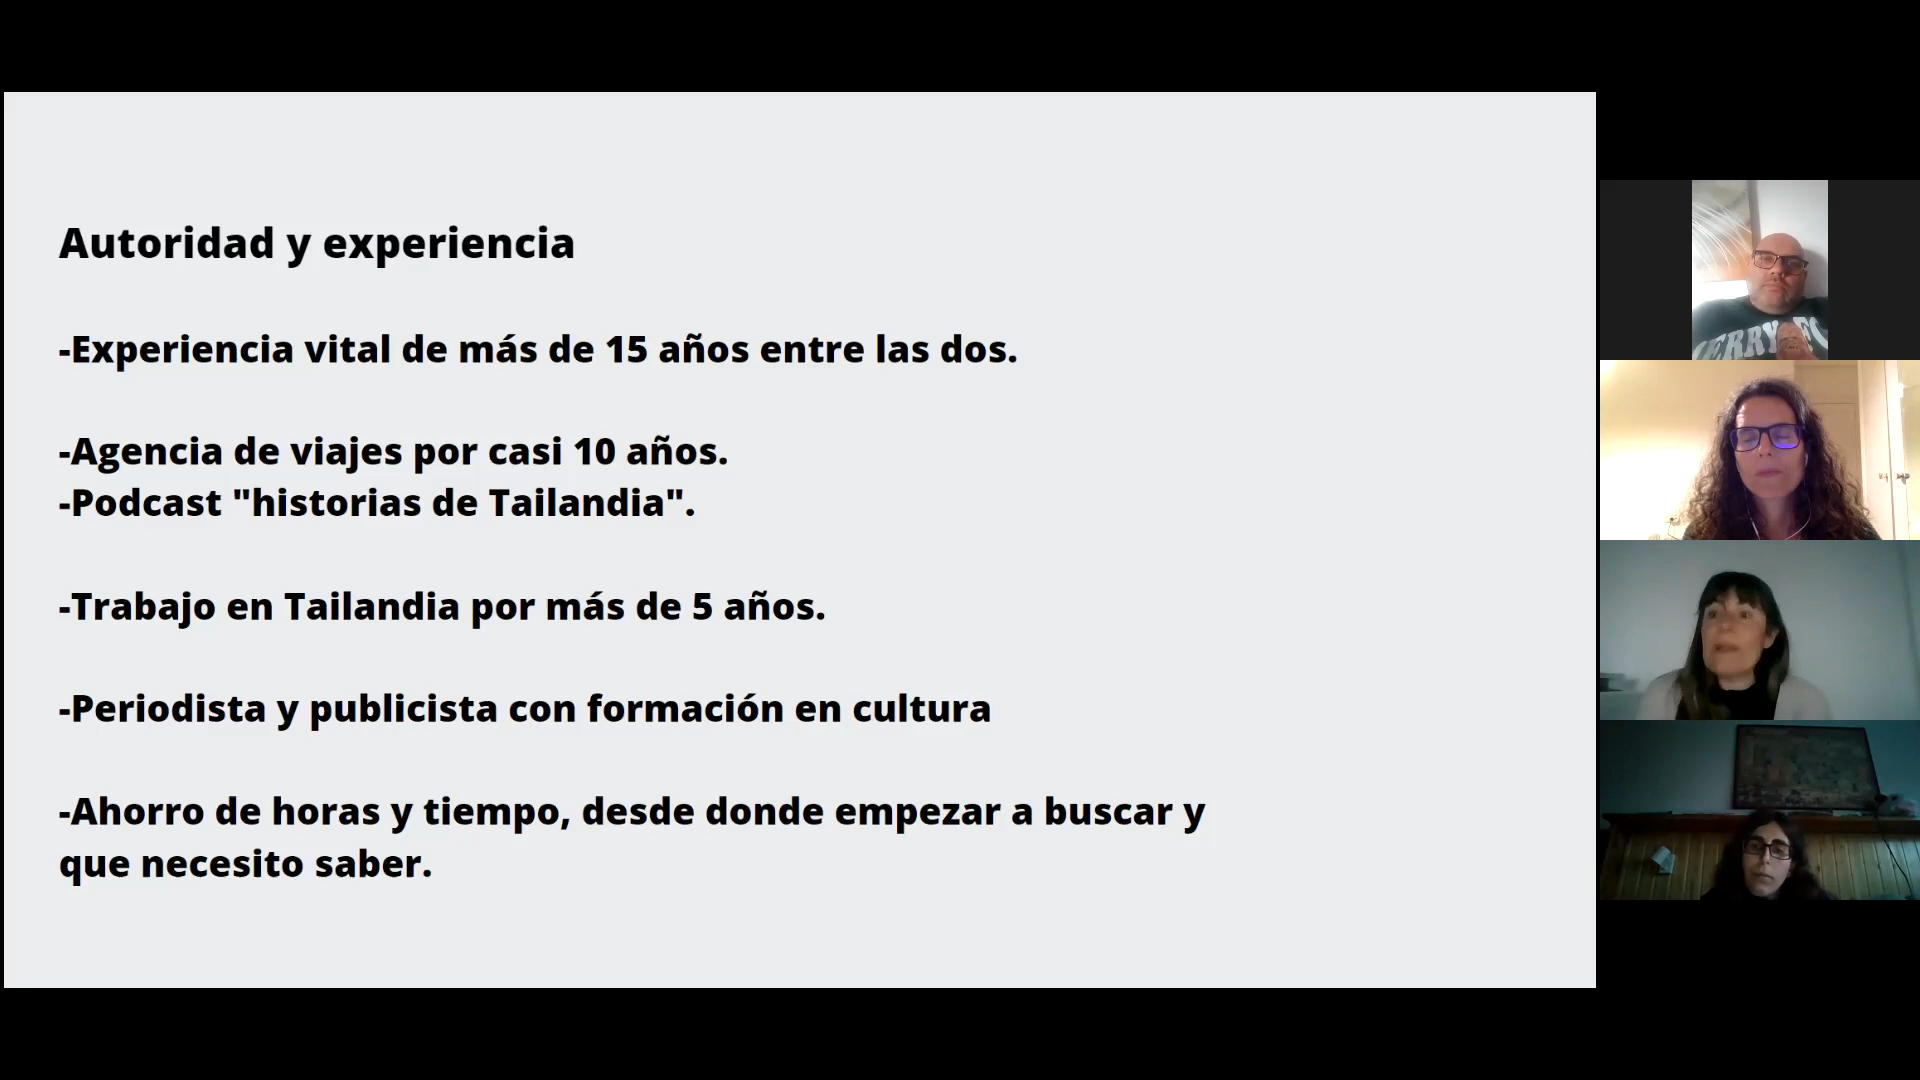 Autoridad y experiencia
-Experiencia vital de más de 15 años entre las dos.
-Agencia de viajes por casi 10 años.
-Podcast "historias de Tailandia".
-Trabajo en Tailandia por más de 5 años.
-Periodista y publicista con formación en cultura
-Ahorro de horas y tiempo, desde donde empezar a buscar y
que necesito saber.